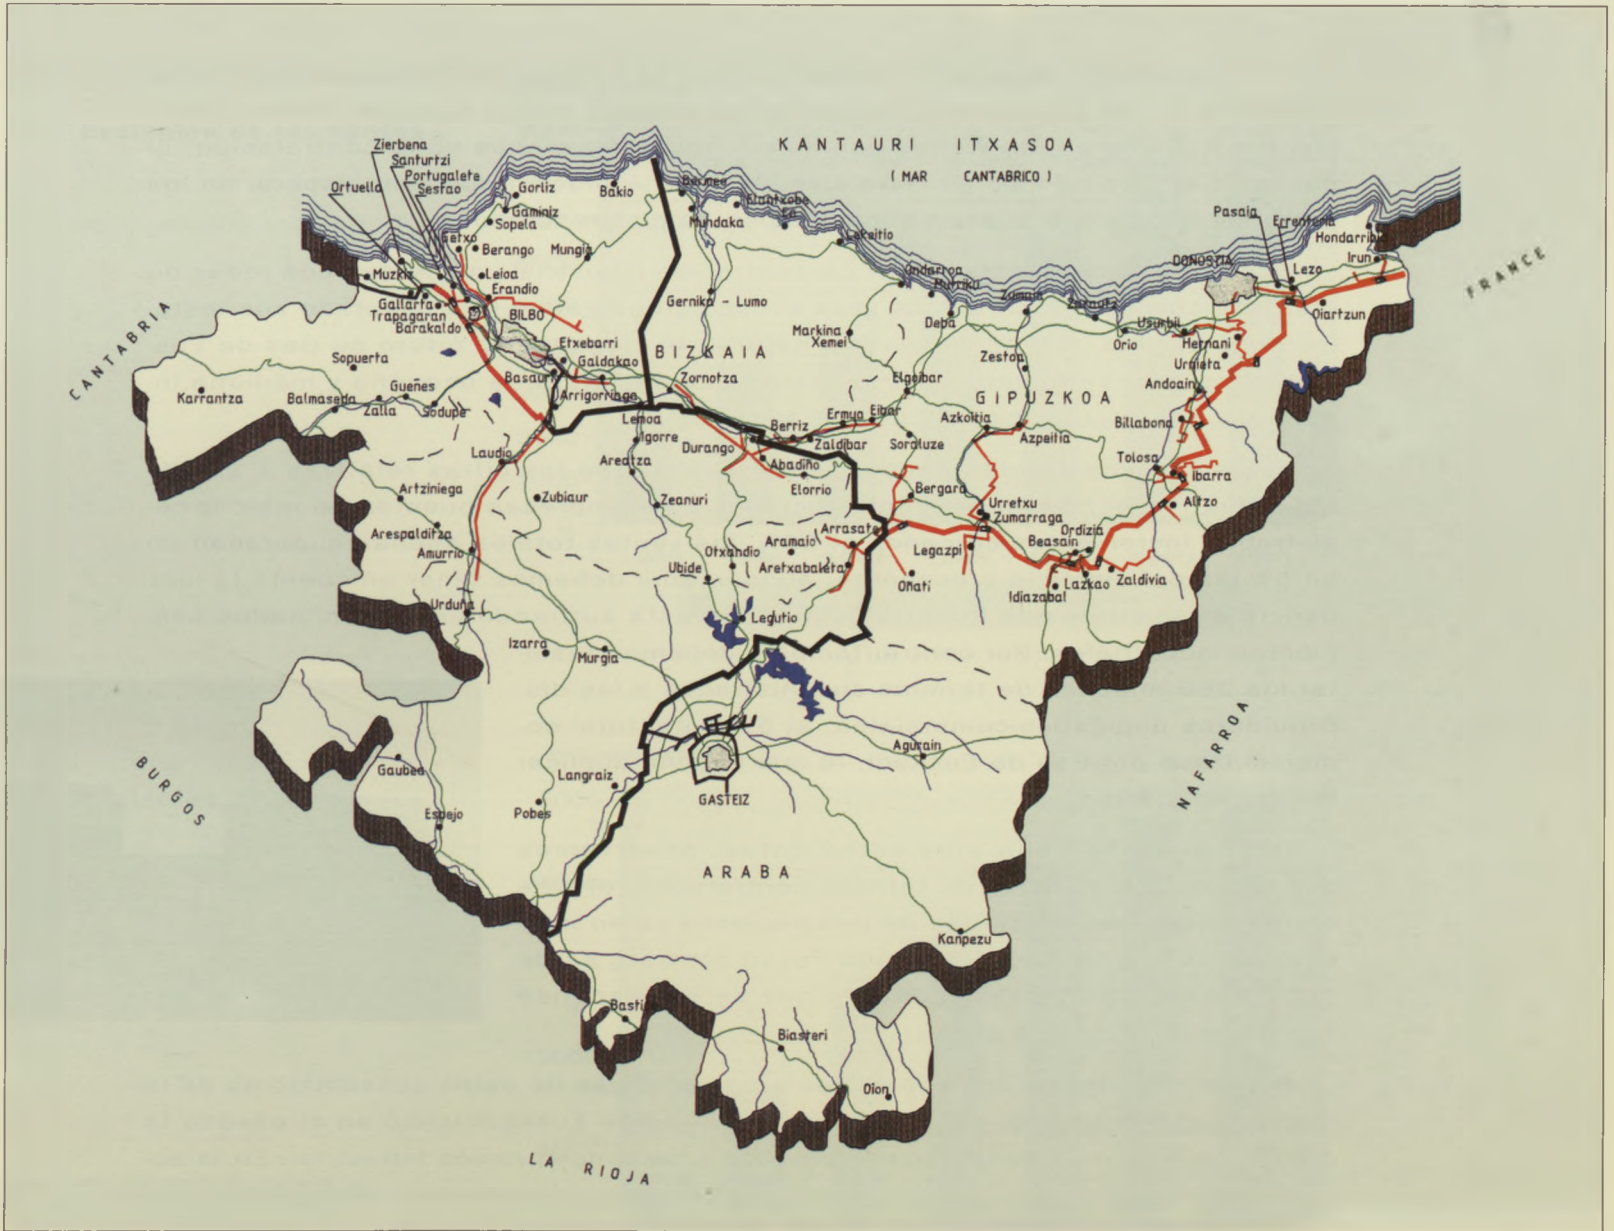 KANTAURI ITXASOA
(MAR CANTABRICO)
Zierbena
Santurtzi
Portugalete
Sestao
Ortuella
Gorliz
Gaminiz
Sopela
Getxo
Berango
Mungia
Bakio
Bermeo
Mundaka
Elantxobe
Ea
Lekeitio
Pasaia
Errenteria
Hondarribia
Irun
Lezo
DONOSTIA
Oiartzun
FRANCE
Muzkiz
Leioa
Erandio
Gallarta
Trapagaran
Barakaldo
BILBO
Gernika - Lumo
Ondarroa
Mutriku
Zumaia
Zarautz
Deba
Usurbil
Orio
Hernani
Urnieta
Markina
Xemei
CANTABRIA
Etxebarri
Galdakao
BIZKAIA
Sopuerta
Basauri
Zornotza
Zestoa
Andoain
Karrantza
Balmaseda
Gueñes
Zalla
Sodupe
Arrigorriaga
Elgoibar
GIPUZKOA
Lemoa
Igorre
Ermua
Eibar
Berriz
Zaldibar
Durango
Azkoitia
Azpeitia
Soraluze
Billabona
Laudio
Areatza
Abadiño
Elorrio
Tolosa
Ibarra
Altzo
Artziniega
Zubiaur
Zeanuri
Bergara
Urretxu
Zumarraga
Arespalditza
Amurrio
Aramaio
Arrasate
Otxandio
Ubide
Aretxabaleta
Legazpi
Oñati
Ordizia
Beasain
Lazkao
Zaldivia
Idiazabal
Urduña
Legutio
Izarra
Murgia
Agurain
NAFARROA
BURGOS
Gaubea
Langraiz
GASTEIZ
Espejo
Pobes
ARABA
Kanpezu
Bastida
Biasteri
Oion
LA RIOJA